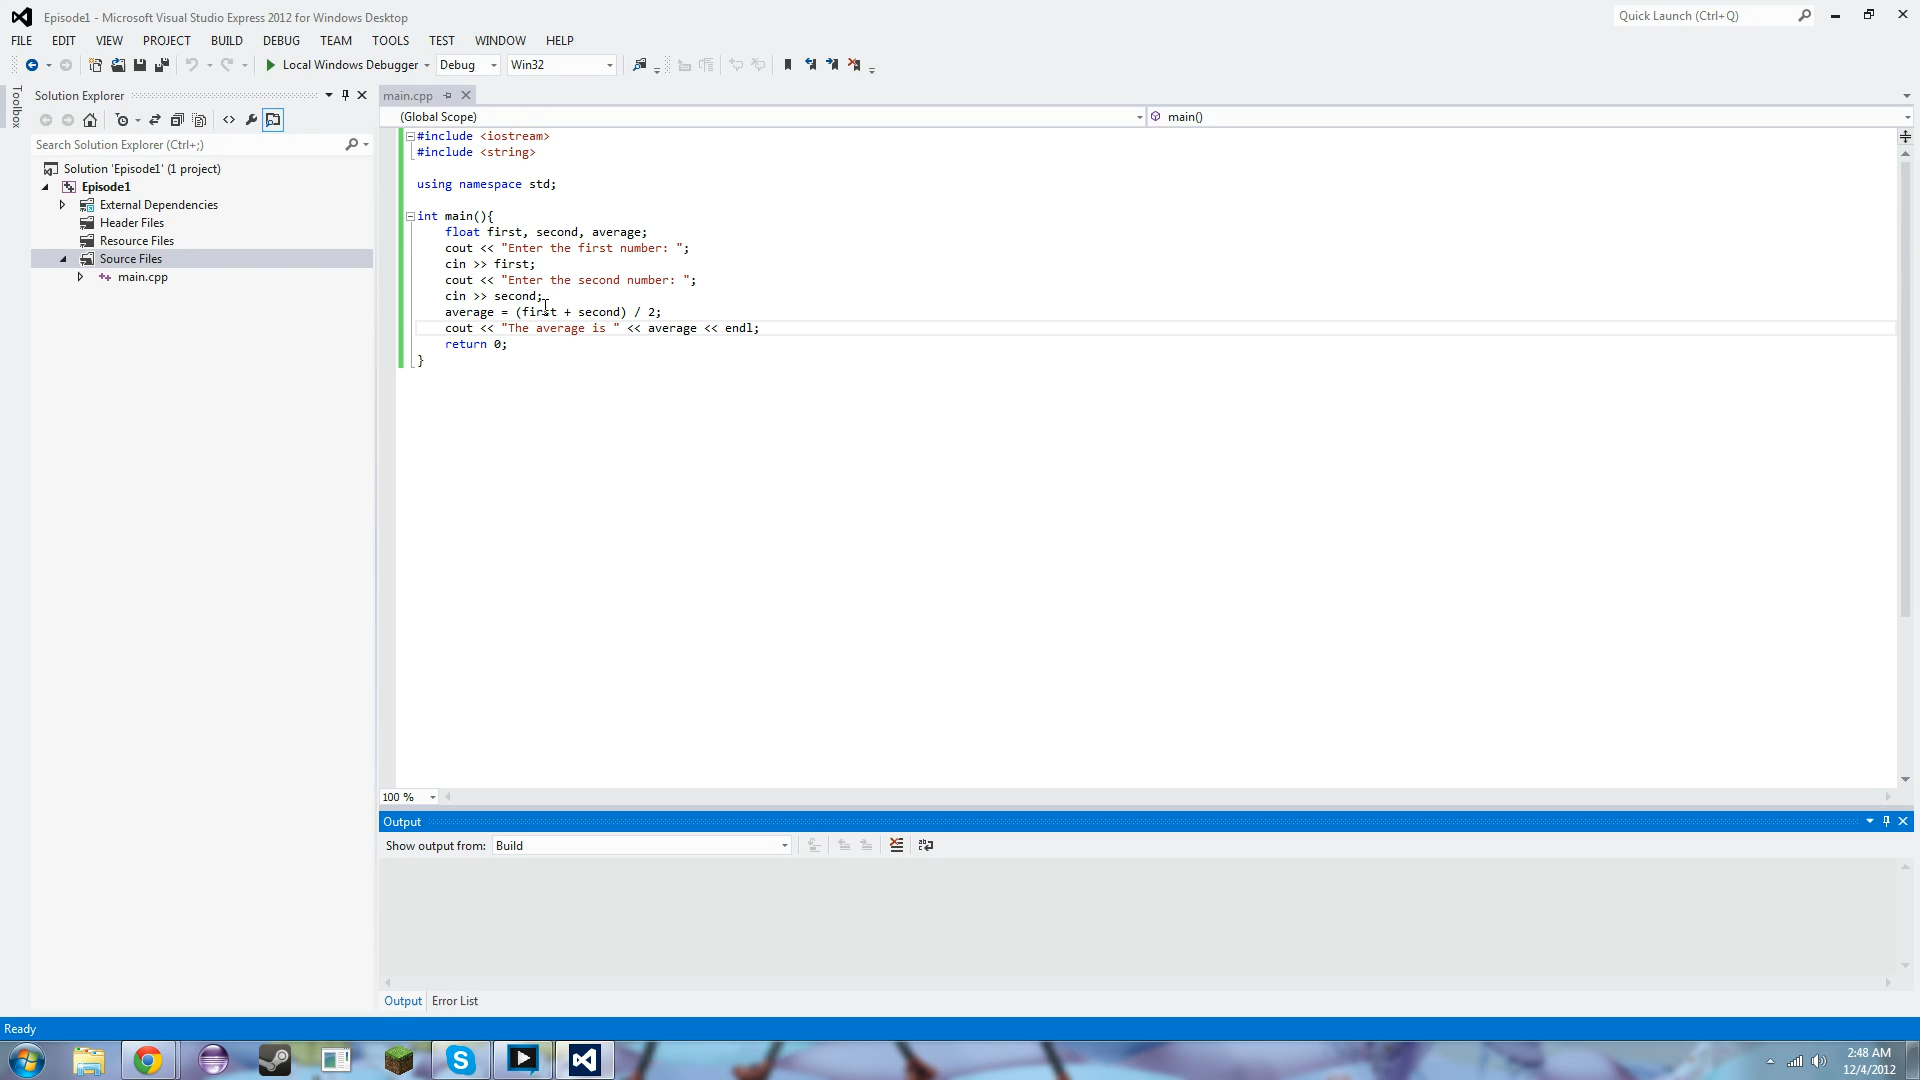 Episode1 - Microsoft Visual Studio Express 2012 for Windows Desktop
Quick Launch (Ctrl+Q)
FILE EDIT VIEW PROJECT BUILD DEBUG TEAM TOOLS TEST WINDOW HELP
Local Windows Debugger Debug Win32
Toolbox
Solution Explorer
main.cpp
(Global Scope)
main()
Search Solution Explorer (Ctrl+;)
Solution 'Episode1' (1 project)
Episode1
External Dependencies
Header Files
Resource Files
Source Files
main.cpp
#include <iostream>
#include <string>
using namespace std;
int main(){
float first, second, average;
cout << "Enter the first number: ";
cin >> first;
cout << "Enter the second number: ";
cin >> second;
average = (first + second) / 2;
cout << "The average is " << average << endl;
return 0;
}
100 %
Output
Show output from: Build
Output Error List
Ready
2:48 AM
12/4/2012